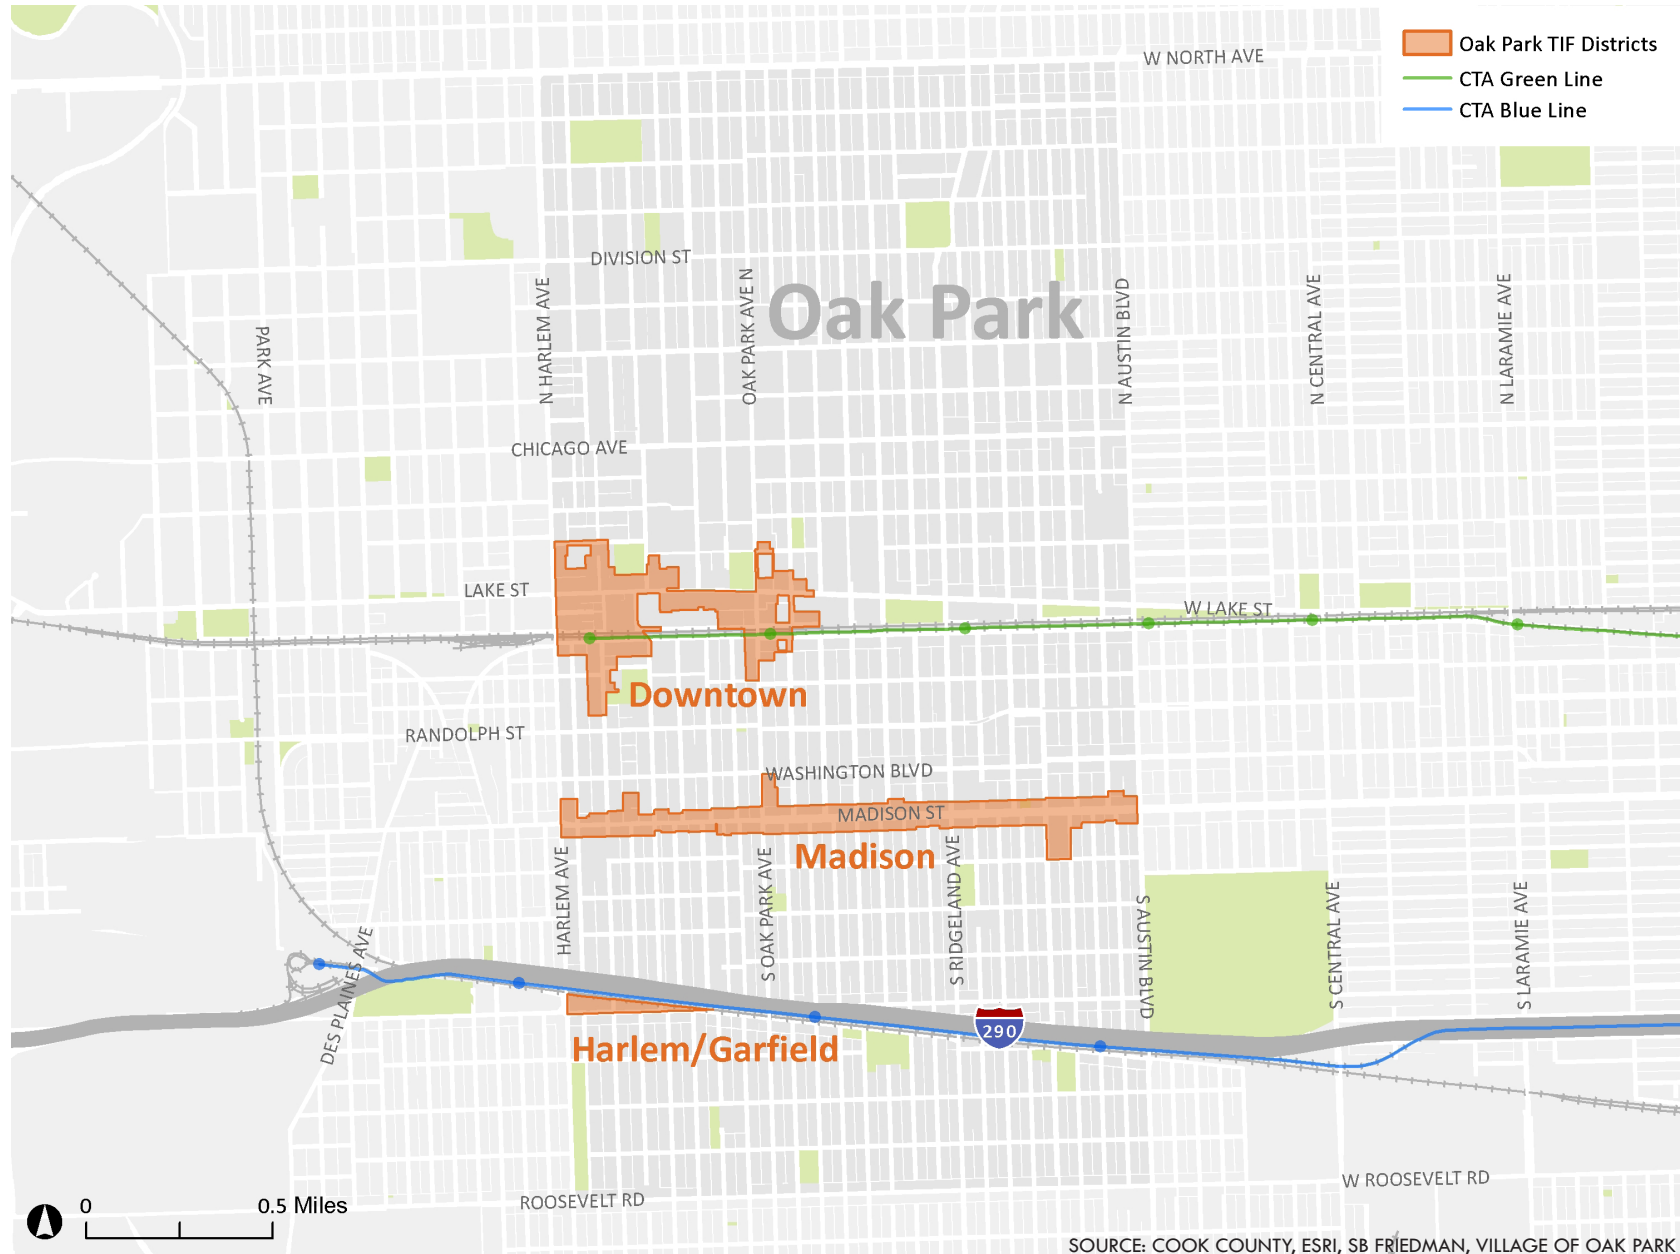 W NORTH AVE
Oak Park TIF Districts
CTA Green Line
CTA Blue Line
DIVISION ST
Oak Park
PARK AVE
N HARLEM AVE
OAK PARK AVE N
N AUSTIN BLVD
N CENTRAL AVE
N LARAMIE AVE
CHICAGO AVE
LAKE ST
W LAKE ST
Downtown
RANDOLPH ST
WASHINGTON BLVD
MADISON ST
Madison
HARLEM AVE
S OAK PARK AVE
S RIDGELAND AVE
S AUSTIN BLVD
S CENTRAL AVE
S LARAMIE AVE
DES PLAINES AVE
290
Harlem/Garfield
W ROOSEVELT RD
ROOSEVELT RD
0 0.5 Miles
SOURCE: COOK COUNTY, ESRI, SB FRIEDMAN, VILLAGE OF OAK PARK